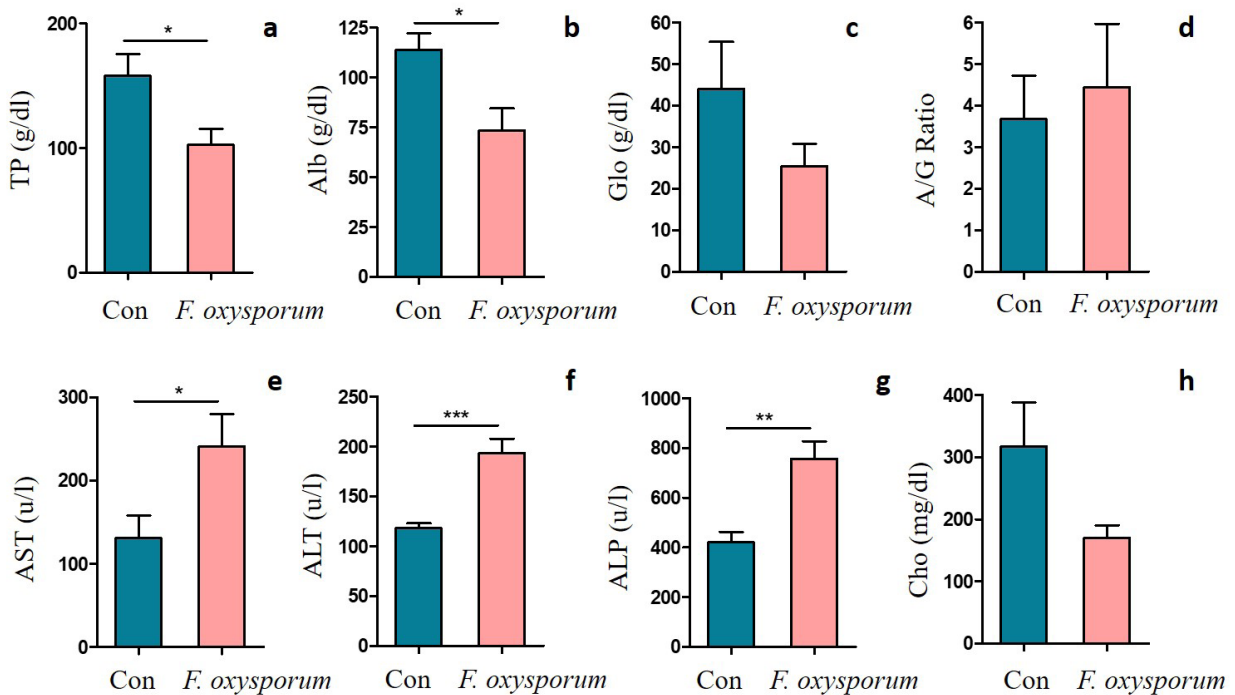 a
*
TP (g/dl)
200
100
0
Con F. oxysporum
b
*
Alb (g/dl)
125
100
75
50
25
0
Con F. oxysporum
c
Glo (g/dl)
60
50
40
30
20
10
0
Con F. oxysporum
d
A/G Ratio
6
5
4
3
2
1
0
Con F. oxysporum
e
*
AST (u/l)
300
200
100
0
Con F. oxysporum
f
***
ALT (u/l)
250
200
150
100
50
0
Con F. oxysporum
g
**
ALP (u/l)
1000
800
600
400
200
0
Con F. oxysporum
h
Cho (mg/dl)
400
300
200
100
0
Con F. oxysporum